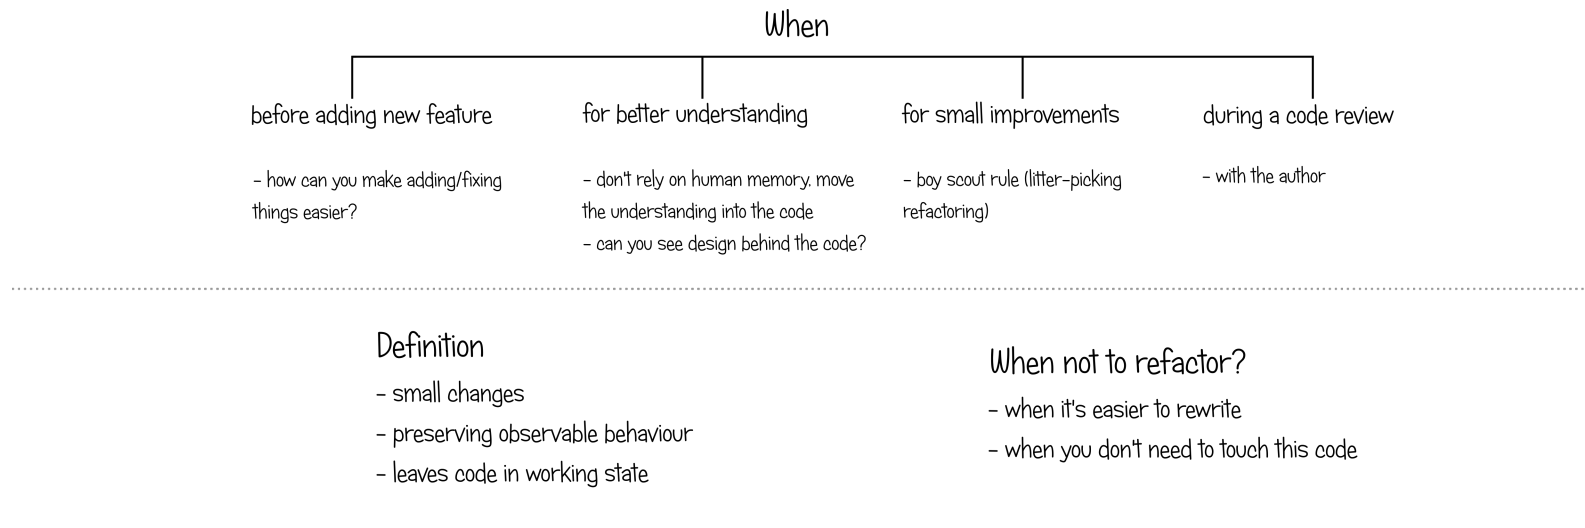 When
before adding new feature
for better understanding
for small improvements
during a code review
- how can you make adding/fixing
things easier?
- don't rely on human memory, move
the understanding into the code
- can you see design behind the code?
- boy scout rule (litter-picking
refactoring)
- with the author
Definition
- small changes
- preserving observable behaviour
- leaves code in working state
When not to refactor?
- when it's easier to rewrite
- when you don't need to touch this code